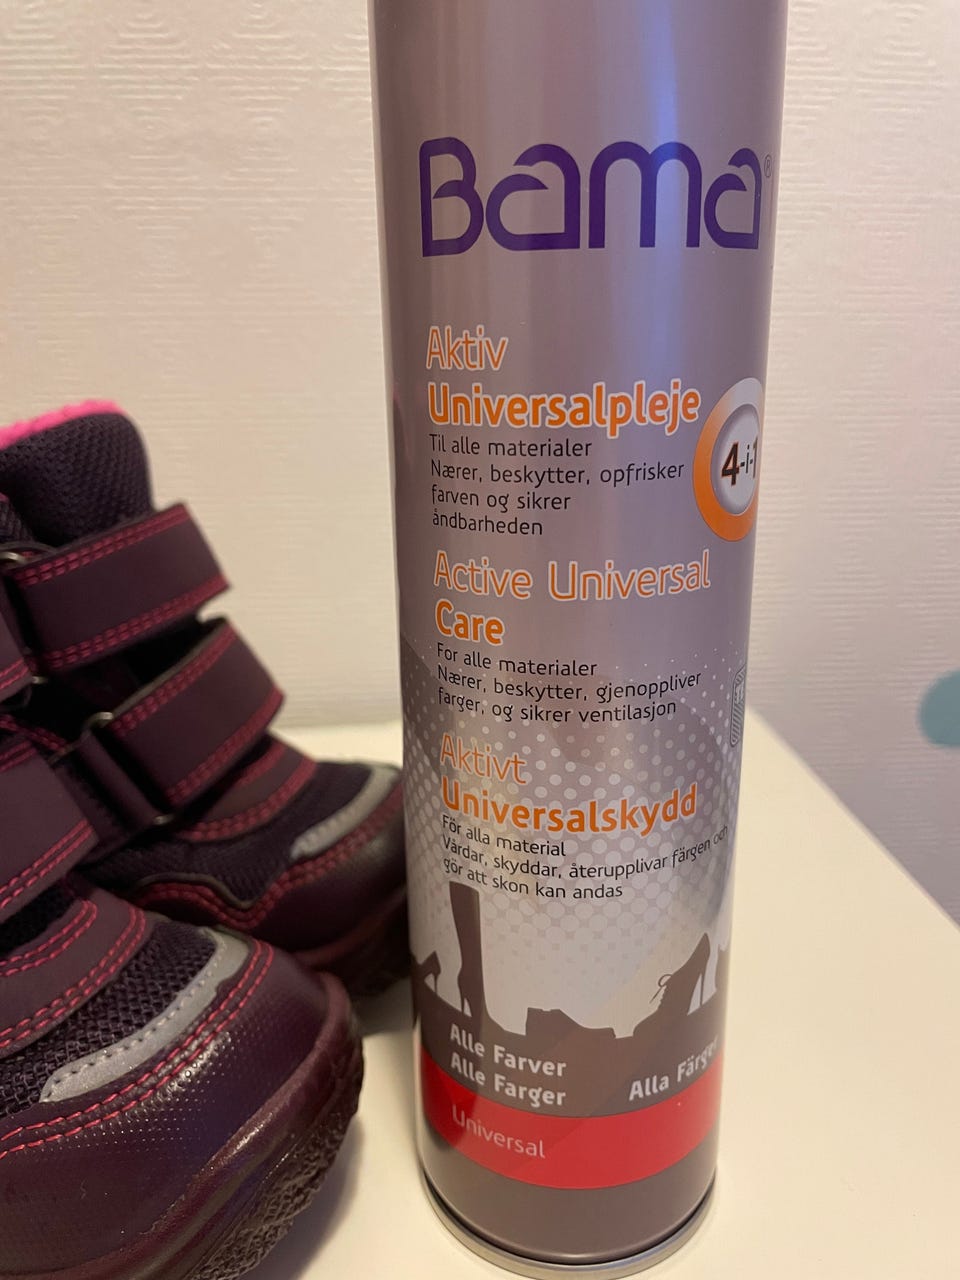 Bama®
Aktiv
Universalpleje
Til alle materialer
Nærer, beskytter, opfrisker
farven og sikrer
åndbarheden
4-i-1
Active Universal
Care
For alle materialer
Nærer, beskytter, gjenoppliver
farger, og sikrer ventilasjon
Aktivt
Universalskydd
För alla material
Vårdar, skyddar, återupplivar färgen och
gör att skon kan andas
Alle Farver
Alle Farger
Alla Färger
Universal